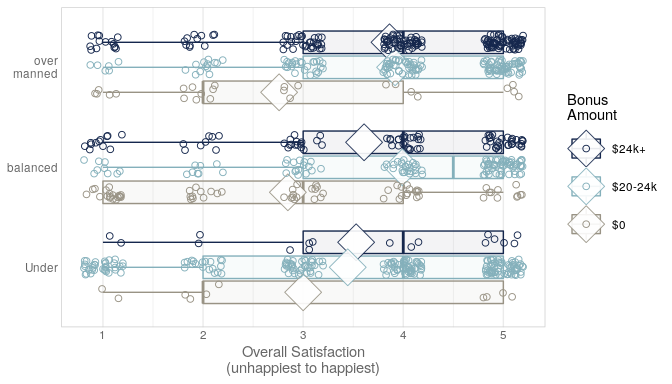 over
manned
balanced
Under
1 2 3 4 5
Overall Satisfaction
(unhappiest to happiest)
Bonus
Amount
$24k+
$20-24k
$0